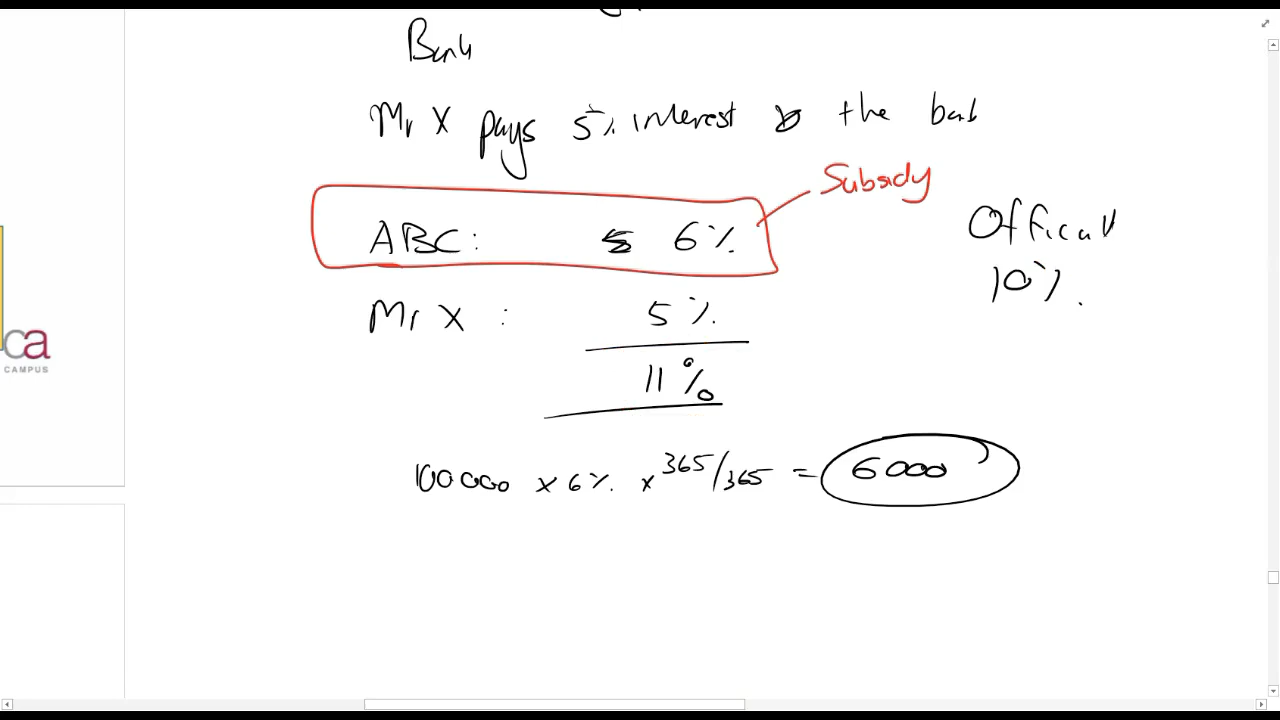 Bank
Mr X pays 5% interest to the bank
Subsidy
ABC: 6%
Offical
10%.
Mr X : 5%
11%
100000 x 6% x 365/365 = 6000
ca
CAMPUS